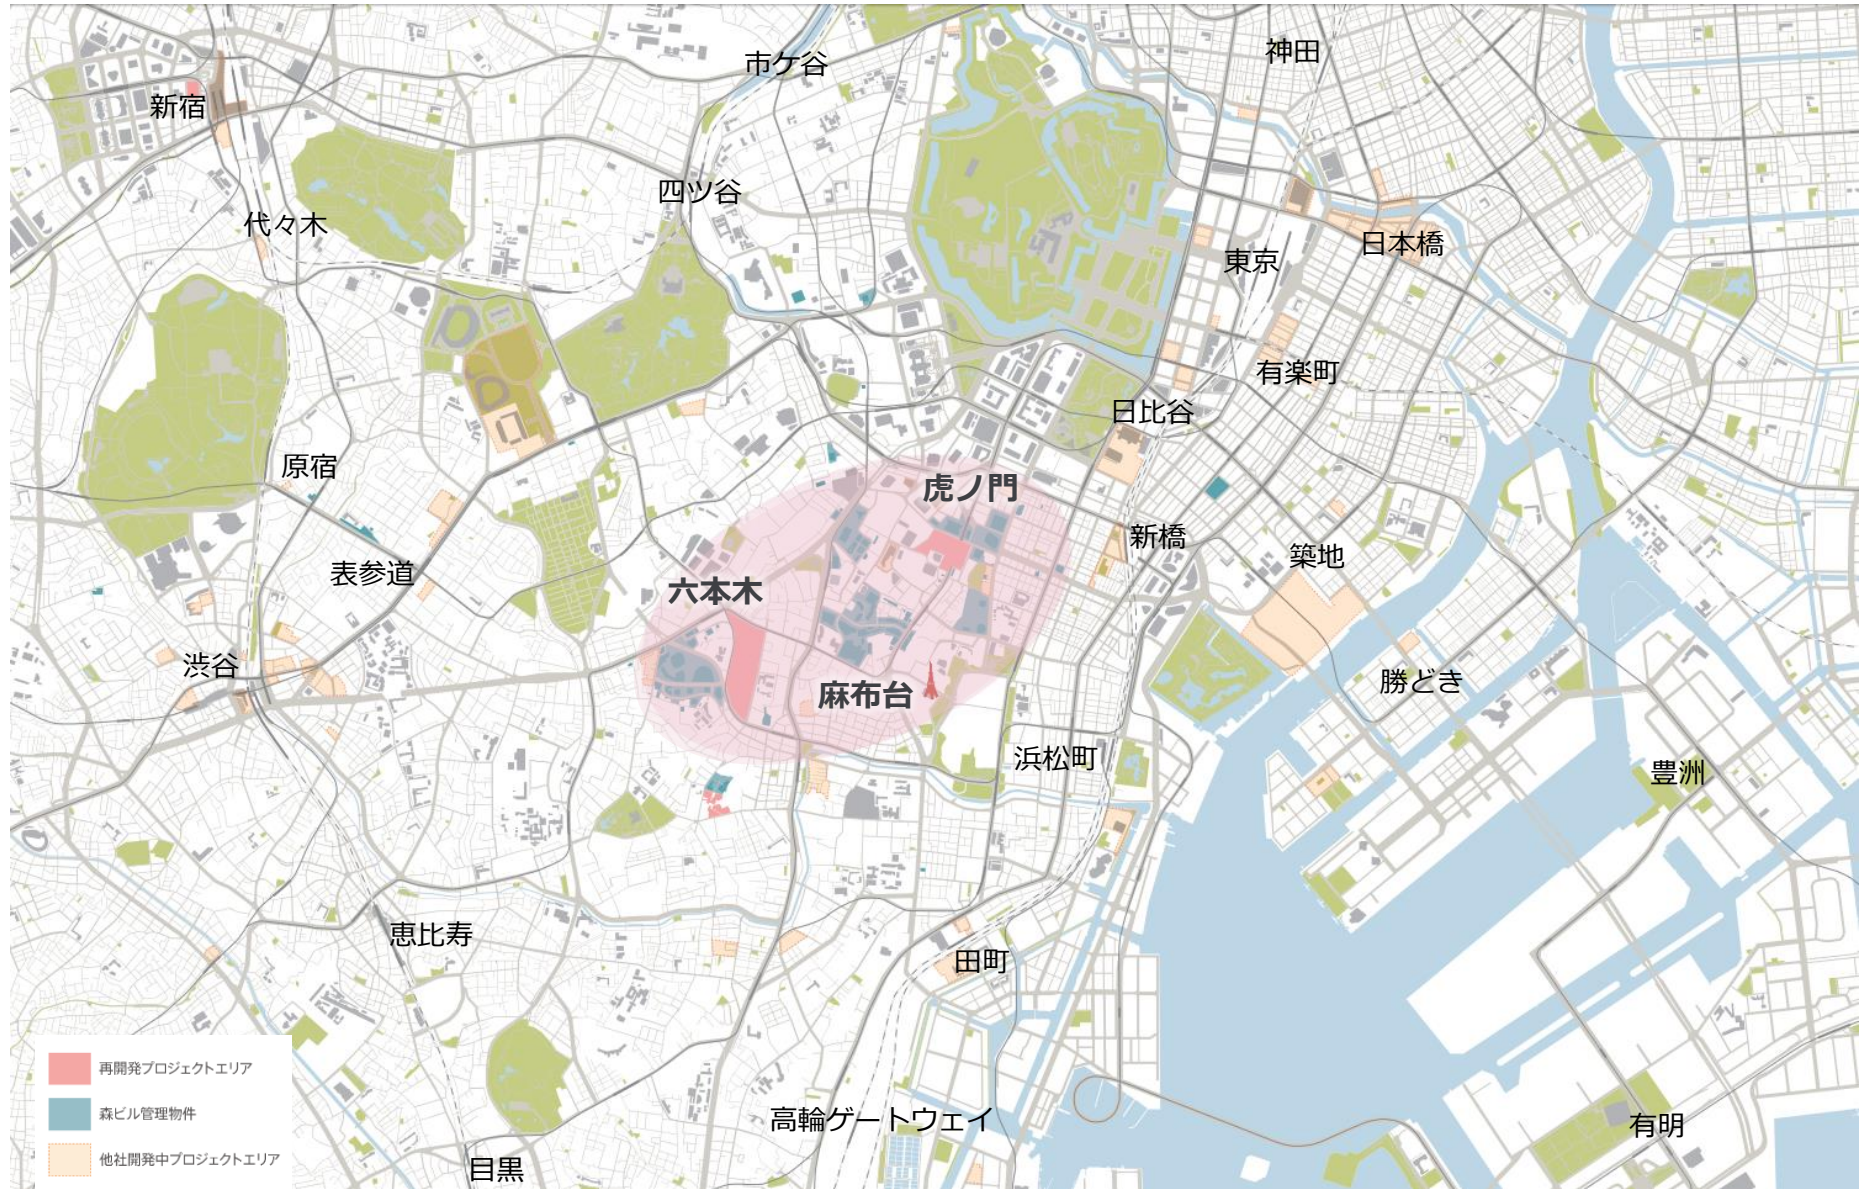 市ケ谷
神田
新宿
四ツ谷
代々木
日本橋
東京
有楽町
日比谷
原宿
虎ノ門
新橋
築地
表参道
六本木
渋谷
勝どき
麻布台
浜松町
豊洲
恵比寿
田町
再開発プロジェクトエリア
森ビル管理物件
他社開発中プロジェクトエリア
高輪ゲートウェイ
有明
目黒